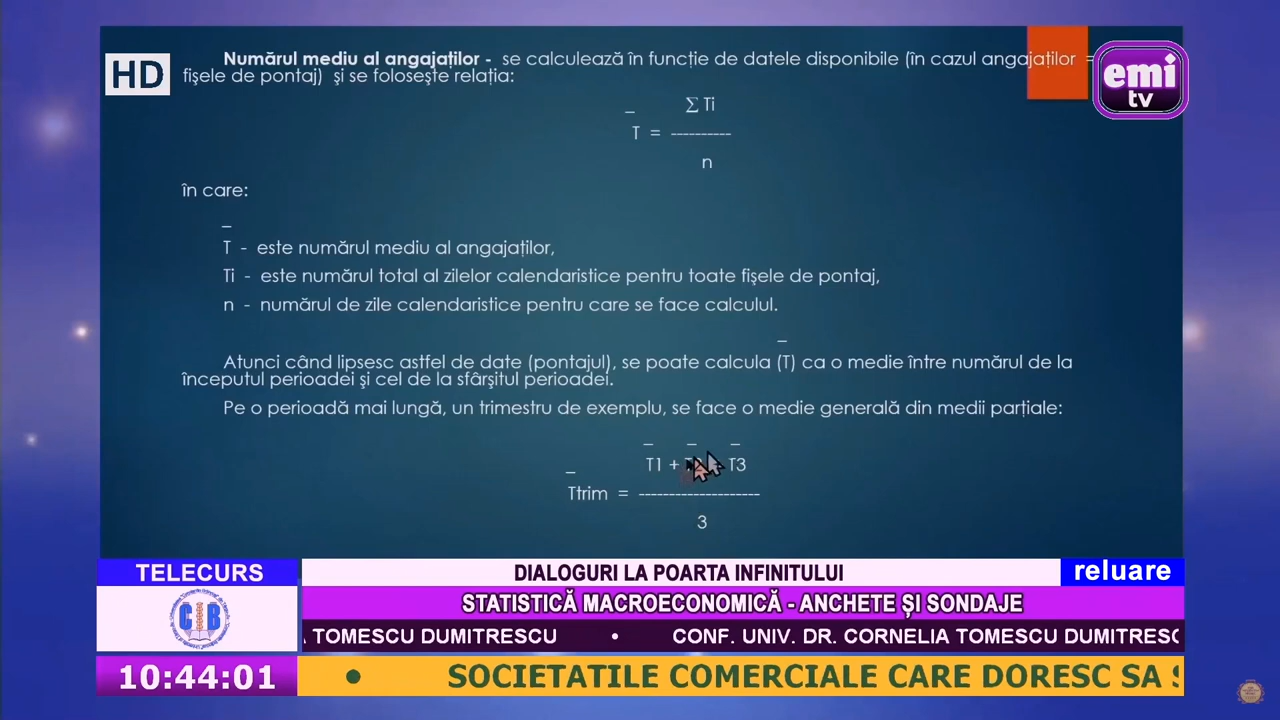 HD
emi
tv
Numărul mediu al angajaților - se calculează în funcție de datele disponibile (în cazul angajaților =
fișele de pontaj) și se folosește relația:
_ Σ Ti
T = ----------
n
în care:
_
T - este numărul mediu al angajaților,
Ti - este numărul total al zilelor calendaristice pentru toate fișele de pontaj,
n - numărul de zile calendaristice pentru care se face calculul.
_
Atunci când lipsesc astfel de date (pontajul), se poate calcula (T) ca o medie între numărul de la
începutul perioadei și cel de la sfârșitul perioadei.
Pe o perioadă mai lungă, un trimestru de exemplu, se face o medie generală din medii parțiale:
_ _ _
T1 + T3
_
Ttrim = --------------------
3
TELECURS
DIALOGURI LA POARTA INFINITULUI
reluare
STATISTICĂ MACROECONOMICĂ - ANCHETE ȘI SONDAJE
CIB
TOMESCU DUMITRESCU • CONF. UNIV. DR. CORNELIA TOMESCU DUMITRESC
10:44:01
• SOCIETATILE COMERCIALE CARE DORESC SA S